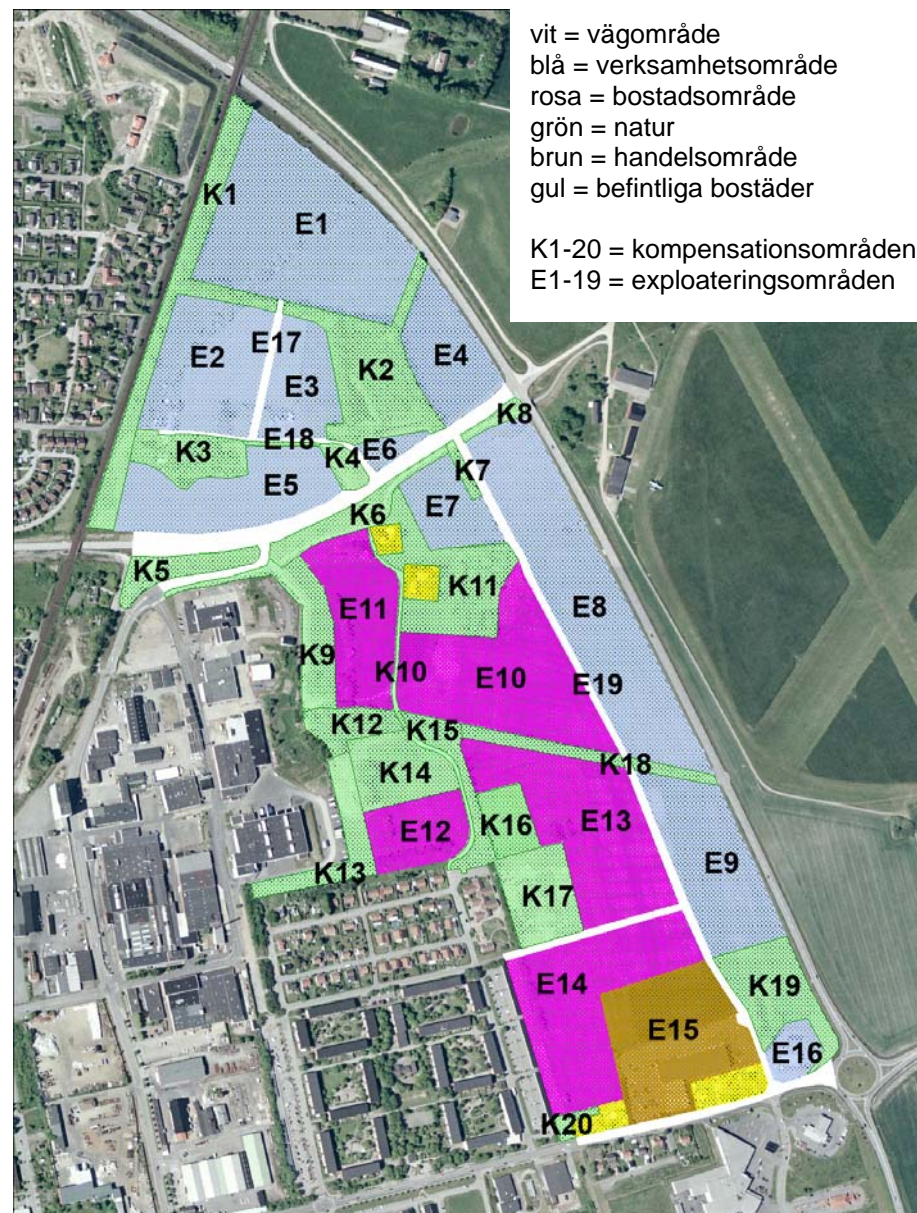 vit = vägområde
blå = verksamhetsområde
rosa = bostadsområde
grön = natur
brun = handelsområde
gul = befintliga bostäder
K1-20 = kompensationsområden
E1-19 = exploateringsområden
K1
E1
E2
E17
E3
K2
E4
K8
K3
E18
K4
E6
E5
K7
E7
K6
K5
K11
E11
E8
K9
K10
E10
E19
K12
K15
K18
K14
E12
K16
E13
K13
E9
K17
E14
K19
E15
E16
K20